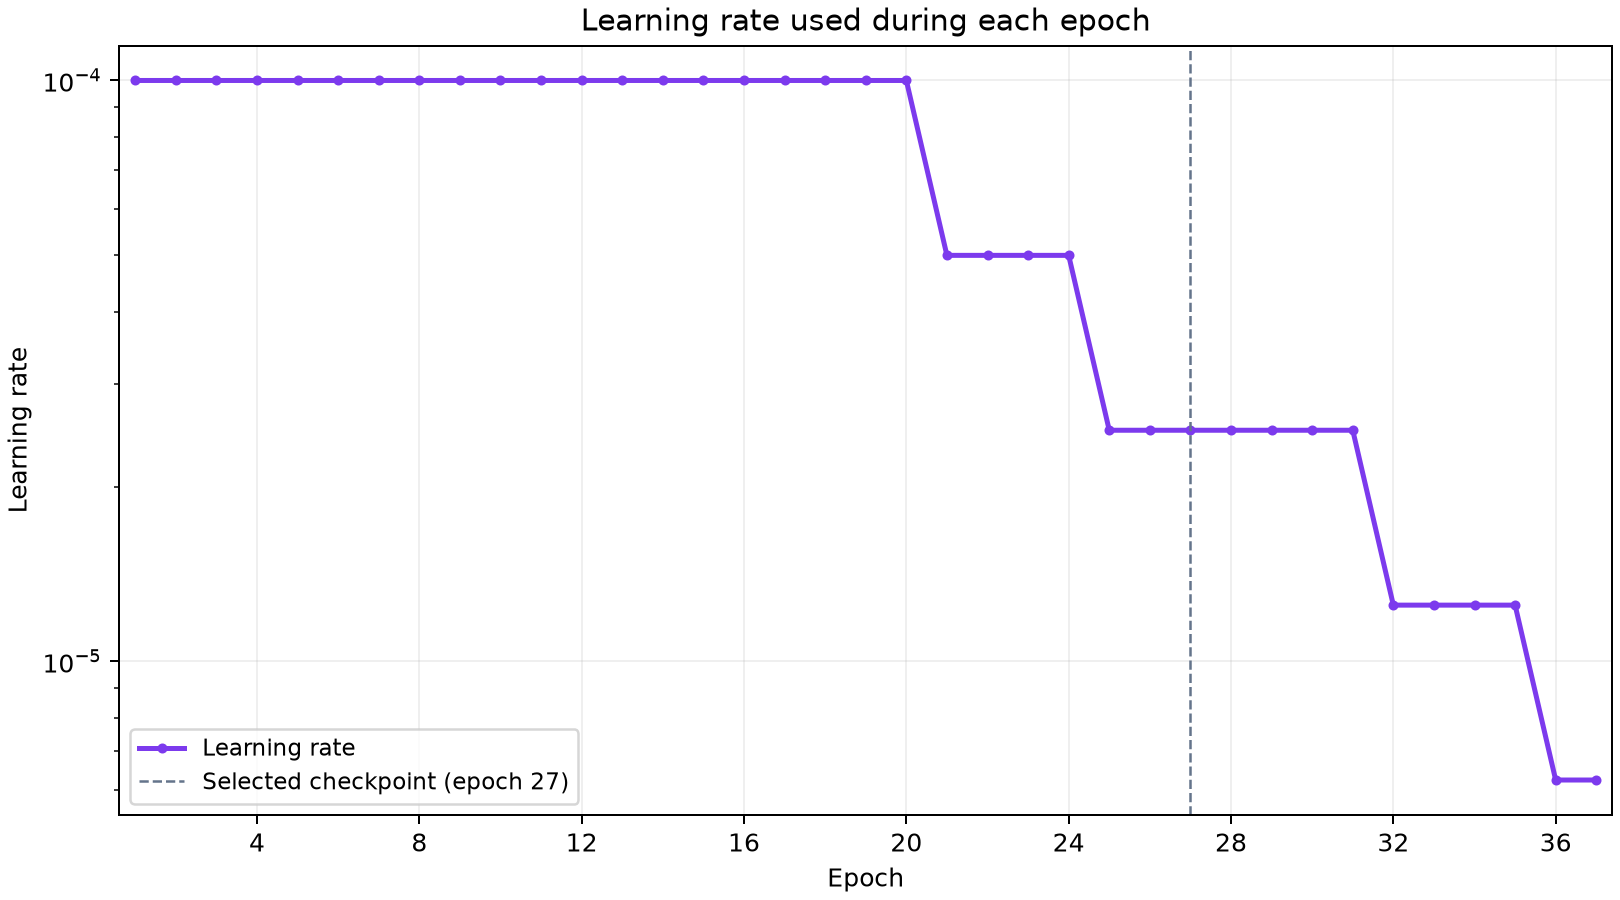 Learning rate used during each epoch
Learning rate
10⁻⁴
10⁻⁵
Learning rate
Selected checkpoint (epoch 27)
4 8 12 16 20 24 28 32 36
Epoch